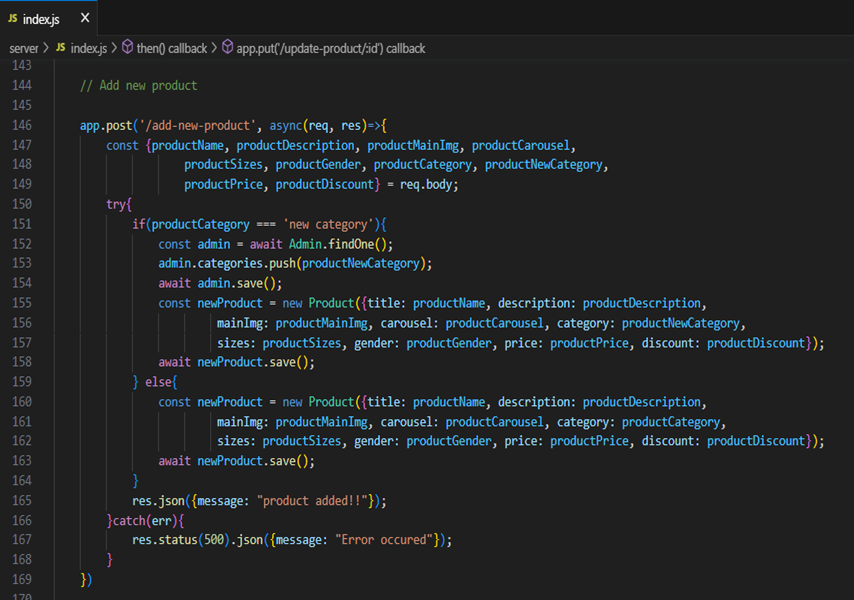 JS index.js X
server > JS index.js > then() callback > app.put('/update-product/:id') callback
143
144 // Add new product
145
146 app.post('/add-new-product', async(req, res)=>{
147 const {productName, productDescription, productMainImg, productCarousel,
148 productSizes, productGender, productCategory, productNewCategory,
149 productPrice, productDiscount} = req.body;
150 try{
151 if(productCategory === 'new category'){
152 const admin = await Admin.findOne();
153 admin.categories.push(productNewCategory);
154 await admin.save();
155 const newProduct = new Product({title: productName, description: productDescription,
156 mainImg: productMainImg, carousel: productCarousel, category: productNewCategory,
157 sizes: productSizes, gender: productGender, price: productPrice, discount: productDiscount});
158 await newProduct.save();
159 } else{
160 const newProduct = new Product({title: productName, description: productDescription,
161 mainImg: productMainImg, carousel: productCarousel, category: productCategory,
162 sizes: productSizes, gender: productGender, price: productPrice, discount: productDiscount});
163 await newProduct.save();
164 }
165 res.json({message: "product added!!"});
166 }catch(err){
167 res.status(500).json({message: "Error occured"});
168 }
169 })
170